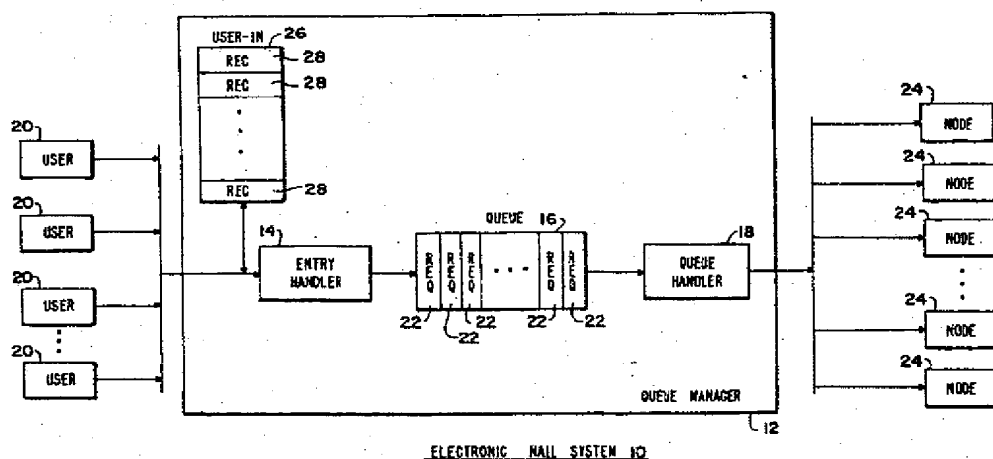 USER-IN 26
REC 28
REC 28
REC 28
20 USER
20 USER
20 USER
20 USER
14 ENTRY HANDLER
QUEUE 16
REQ REQ REQ REQ REQ
22 22 22 22 22
18 QUEUE HANDLER
24 NODE
24 NODE
24 NODE
24 NODE
24 NODE
QUEUE MANAGER
12
ELECTRONIC MAIL SYSTEM 10